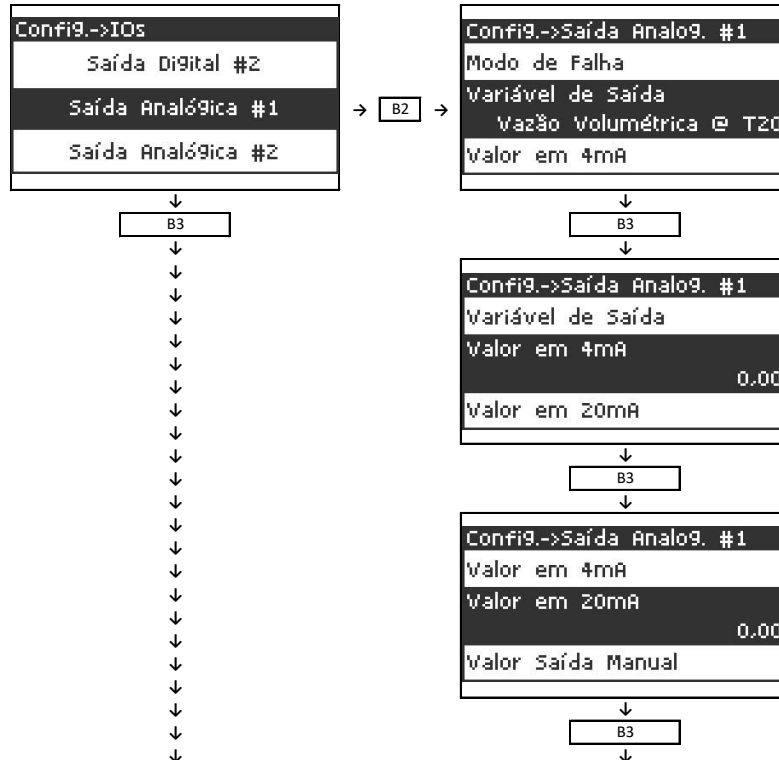 Config.->IOs
Saída Digital #2
Saída Analógica #1
Saída Analógica #2
→ B2 →
Config.->Saída Analog. #1
Modo de Falha
Variável de Saída
Vazão Volumétrica @ T20
Valor em 4mA
↓
B3
↓
↓
B3
↓
Config.->Saída Analog. #1
Variável de Saída
Valor em 4mA
0,00
Valor em 20mA
↓
B3
↓
Config.->Saída Analog. #1
Valor em 4mA
Valor em 20mA
0,00
Valor Saída Manual
↓
B3
↓